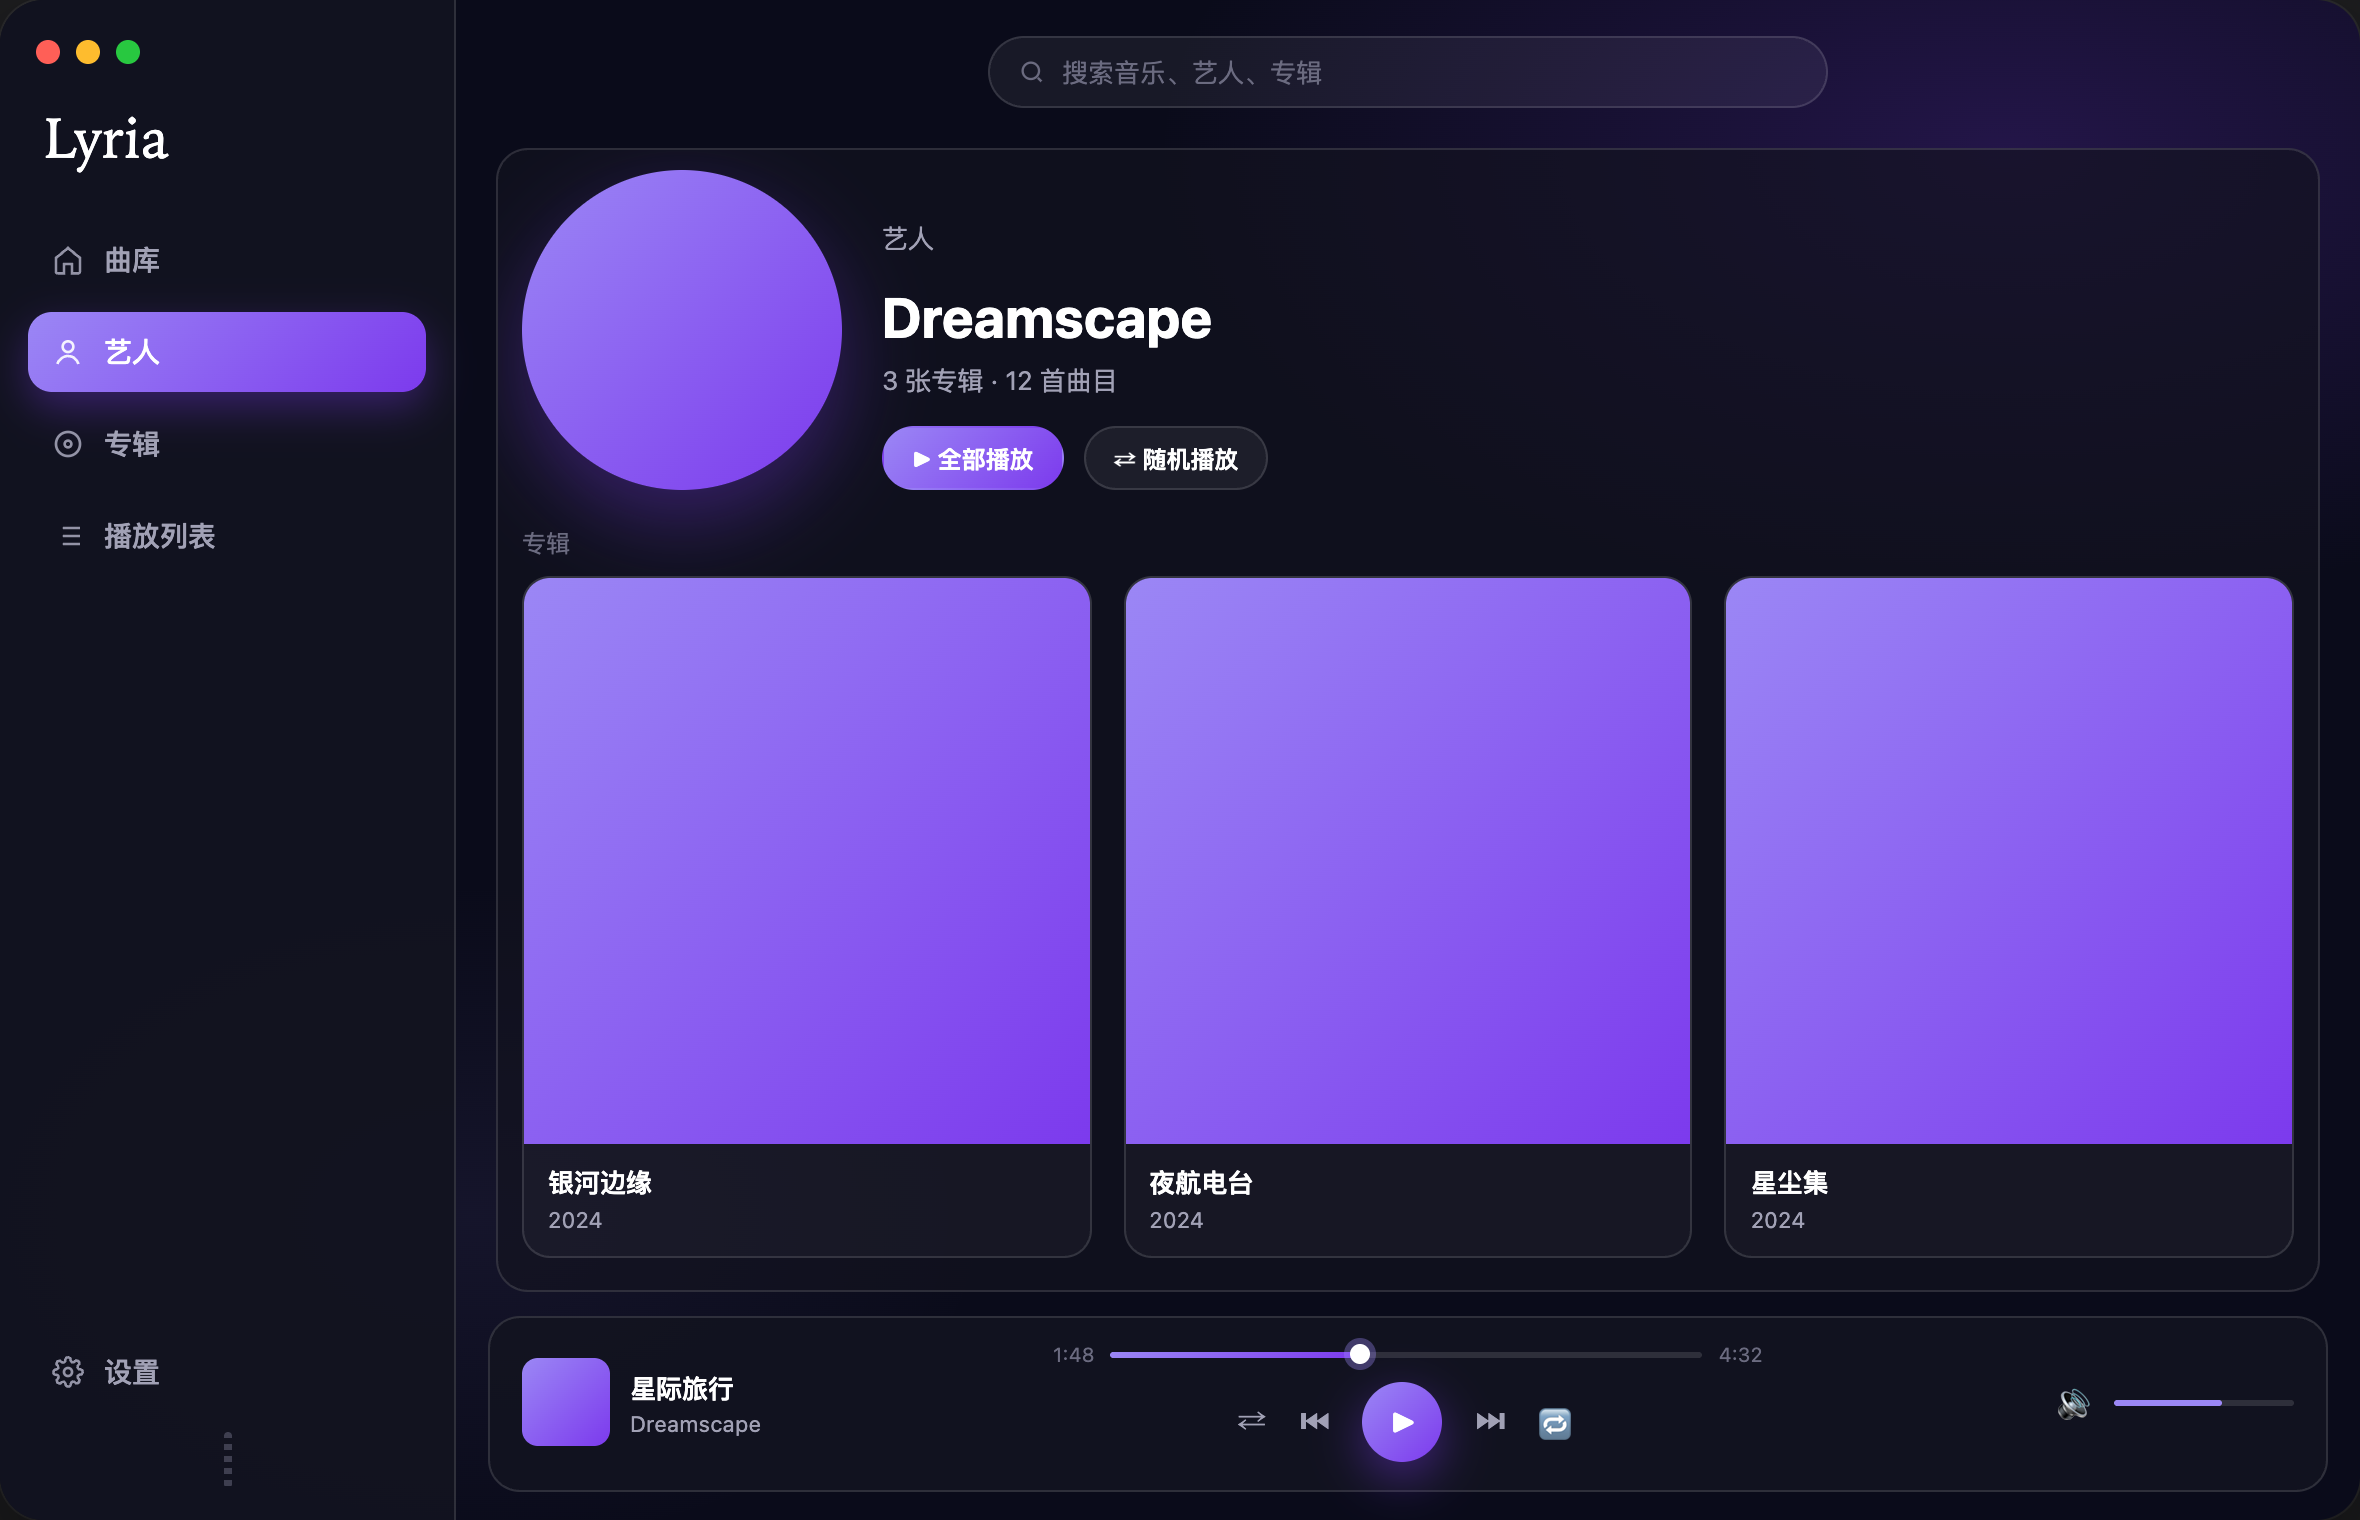 Lyria
曲库
艺人
专辑
播放列表
设置
搜索音乐、艺人、专辑
艺人
Dreamscape
3 张专辑 · 12 首曲目
全部播放
随机播放
专辑
银河边缘
2024
夜航电台
2024
星尘集
2024
星际旅行
Dreamscape
1:48
4:32